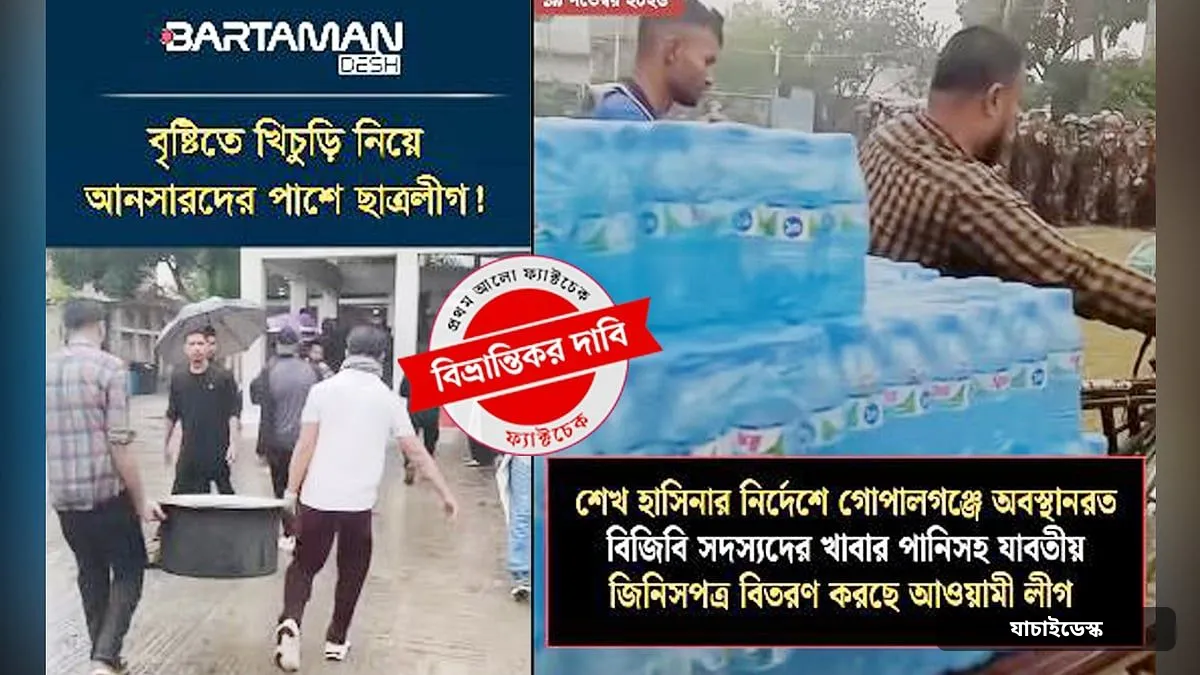 BARTAMAN
DESH
বৃষ্টিতে খিচুড়ি নিয়ে
আনসারদের পাশে ছাত্রলীগ!
প্রথম আলো ফ্যাক্টচেক
বিভ্রান্তিকর দাবি
ফ্যাক্টচেক
শেখ হাসিনার নির্দেশে গোপালগঞ্জে অবস্থানরত
বিজিবি সদস্যদের খাবার পানিসহ যাবতীয়
জিনিসপত্র বিতরণ করছে আওয়ামী লীগ
যাচাইডেস্ক